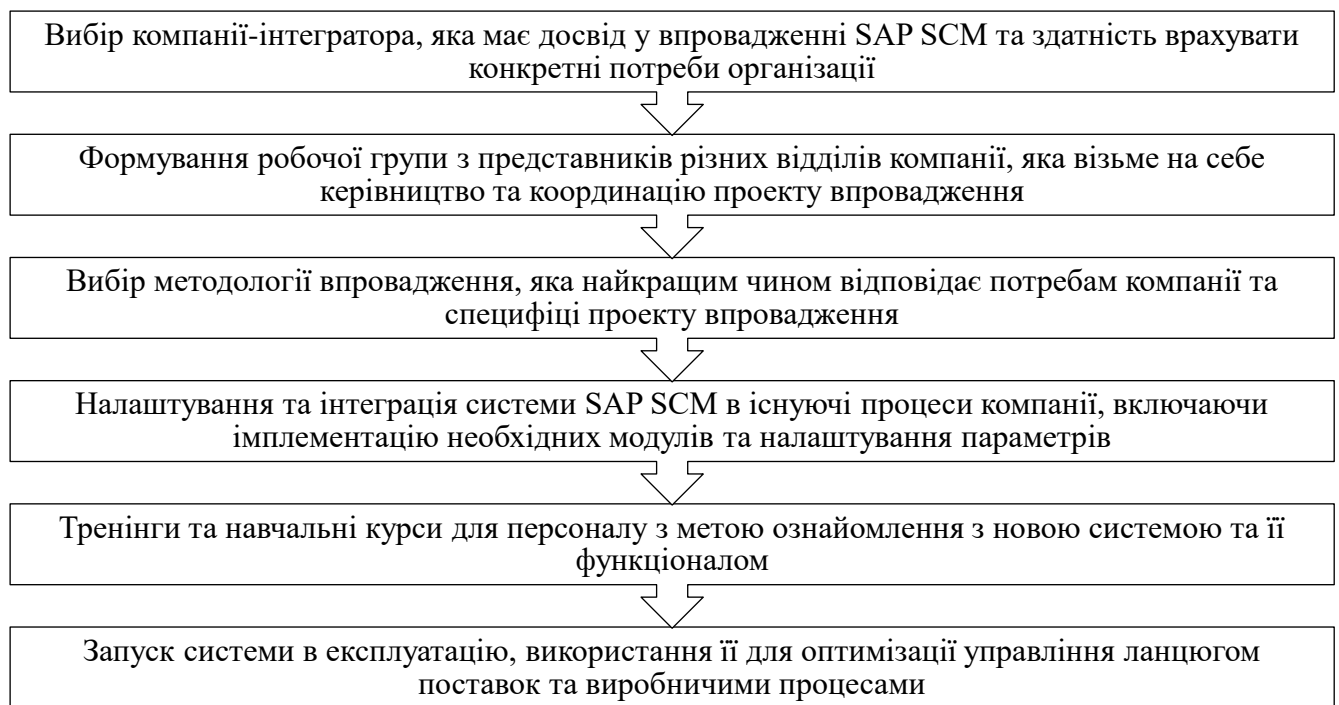 Вибір компанії-інтегратора, яка має досвід у впровадженні SAP SCM та здатність врахувати
конкретні потреби організації
Формування робочої групи з представників різних відділів компанії, яка візьме на себе
керівництво та координацію проекту впровадження
Вибір методології впровадження, яка найкращим чином відповідає потребам компанії та
специфіці проекту впровадження
Налаштування та інтеграція системи SAP SCM в існуючі процеси компанії, включаючи
імплементацію необхідних модулів та налаштування параметрів
Тренінги та навчальні курси для персоналу з метою ознайомлення з новою системою та її
функціоналом
Запуск системи в експлуатацію, використання її для оптимізації управління ланцюгом
поставок та виробничими процесами